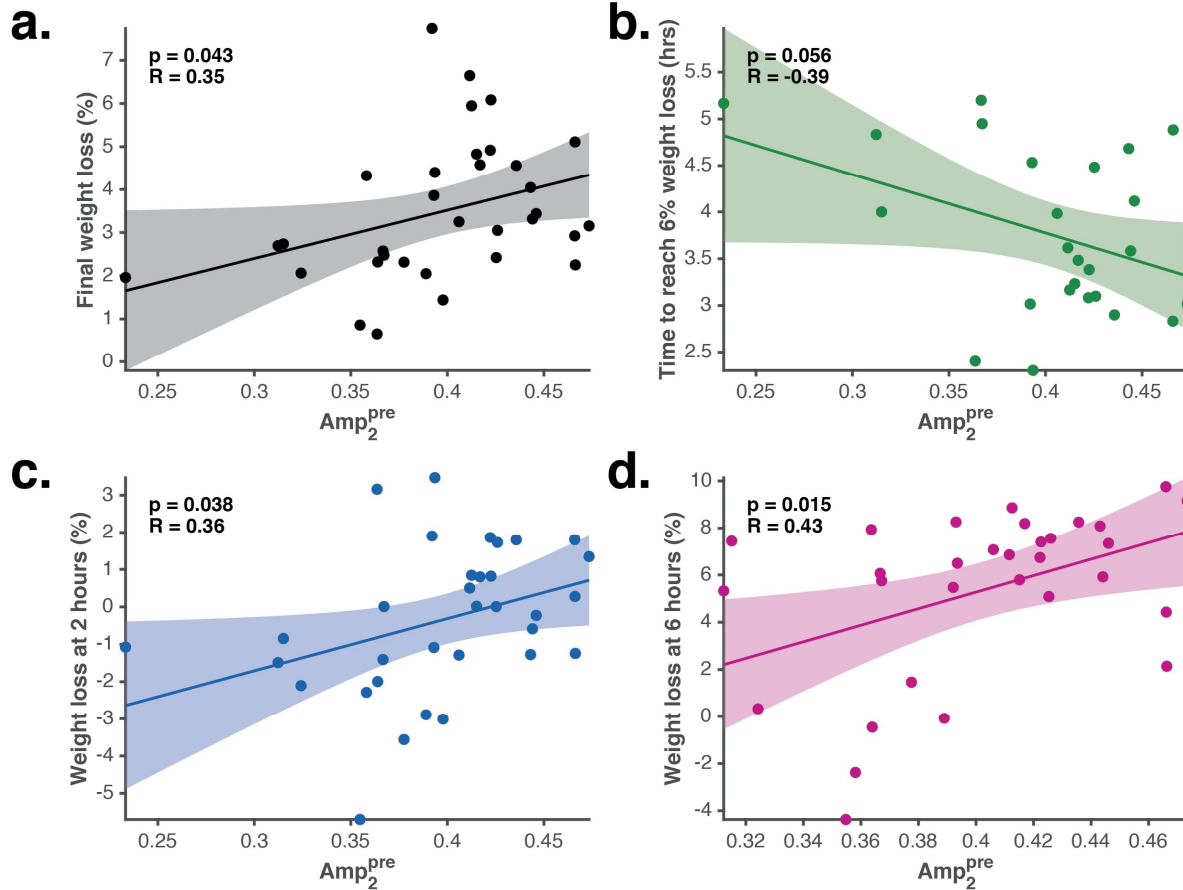 a.
p = 0.043
R = 0.35
Final weight loss (%)
7
6
5
4
3
2
1
0
0.25 0.3 0.35 0.4 0.45
Amp₂ᵖʳᵉ
b.
p = 0.056
R = -0.39
Time to reach 6% weight loss (hrs)
5.5
5
4.5
4
3.5
3
2.5
0.25 0.3 0.35 0.4 0.45
Amp₂ᵖʳᵉ
c.
p = 0.038
R = 0.36
Weight loss at 2 hours (%)
3
2
1
0
-1
-2
-3
-4
-5
0.25 0.3 0.35 0.4 0.45
Amp₂ᵖʳᵉ
d.
p = 0.015
R = 0.43
Weight loss at 6 hours (%)
10
8
6
4
2
0
-2
-4
0.32 0.34 0.36 0.38 0.4 0.42 0.44 0.46
Amp₂ᵖʳᵉ